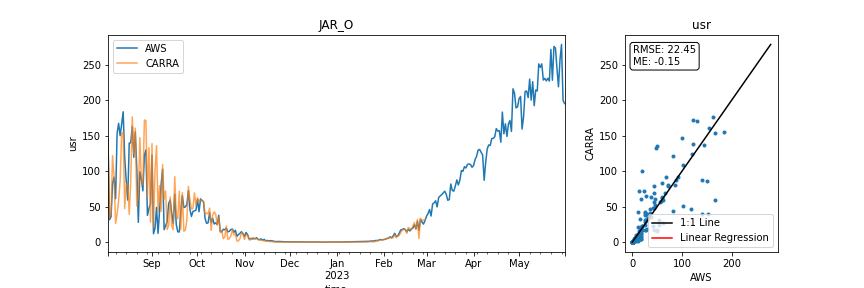 JAR_O
AWS
CARRA
usr
250
200
150
100
50
0
Sep Oct Nov Dec Jan Feb Mar Apr May
2023
time
usr
RMSE: 22.45
ME: -0.15
CARRA
250
200
150
100
50
0
1:1 Line
Linear Regression
0 100 200
AWS